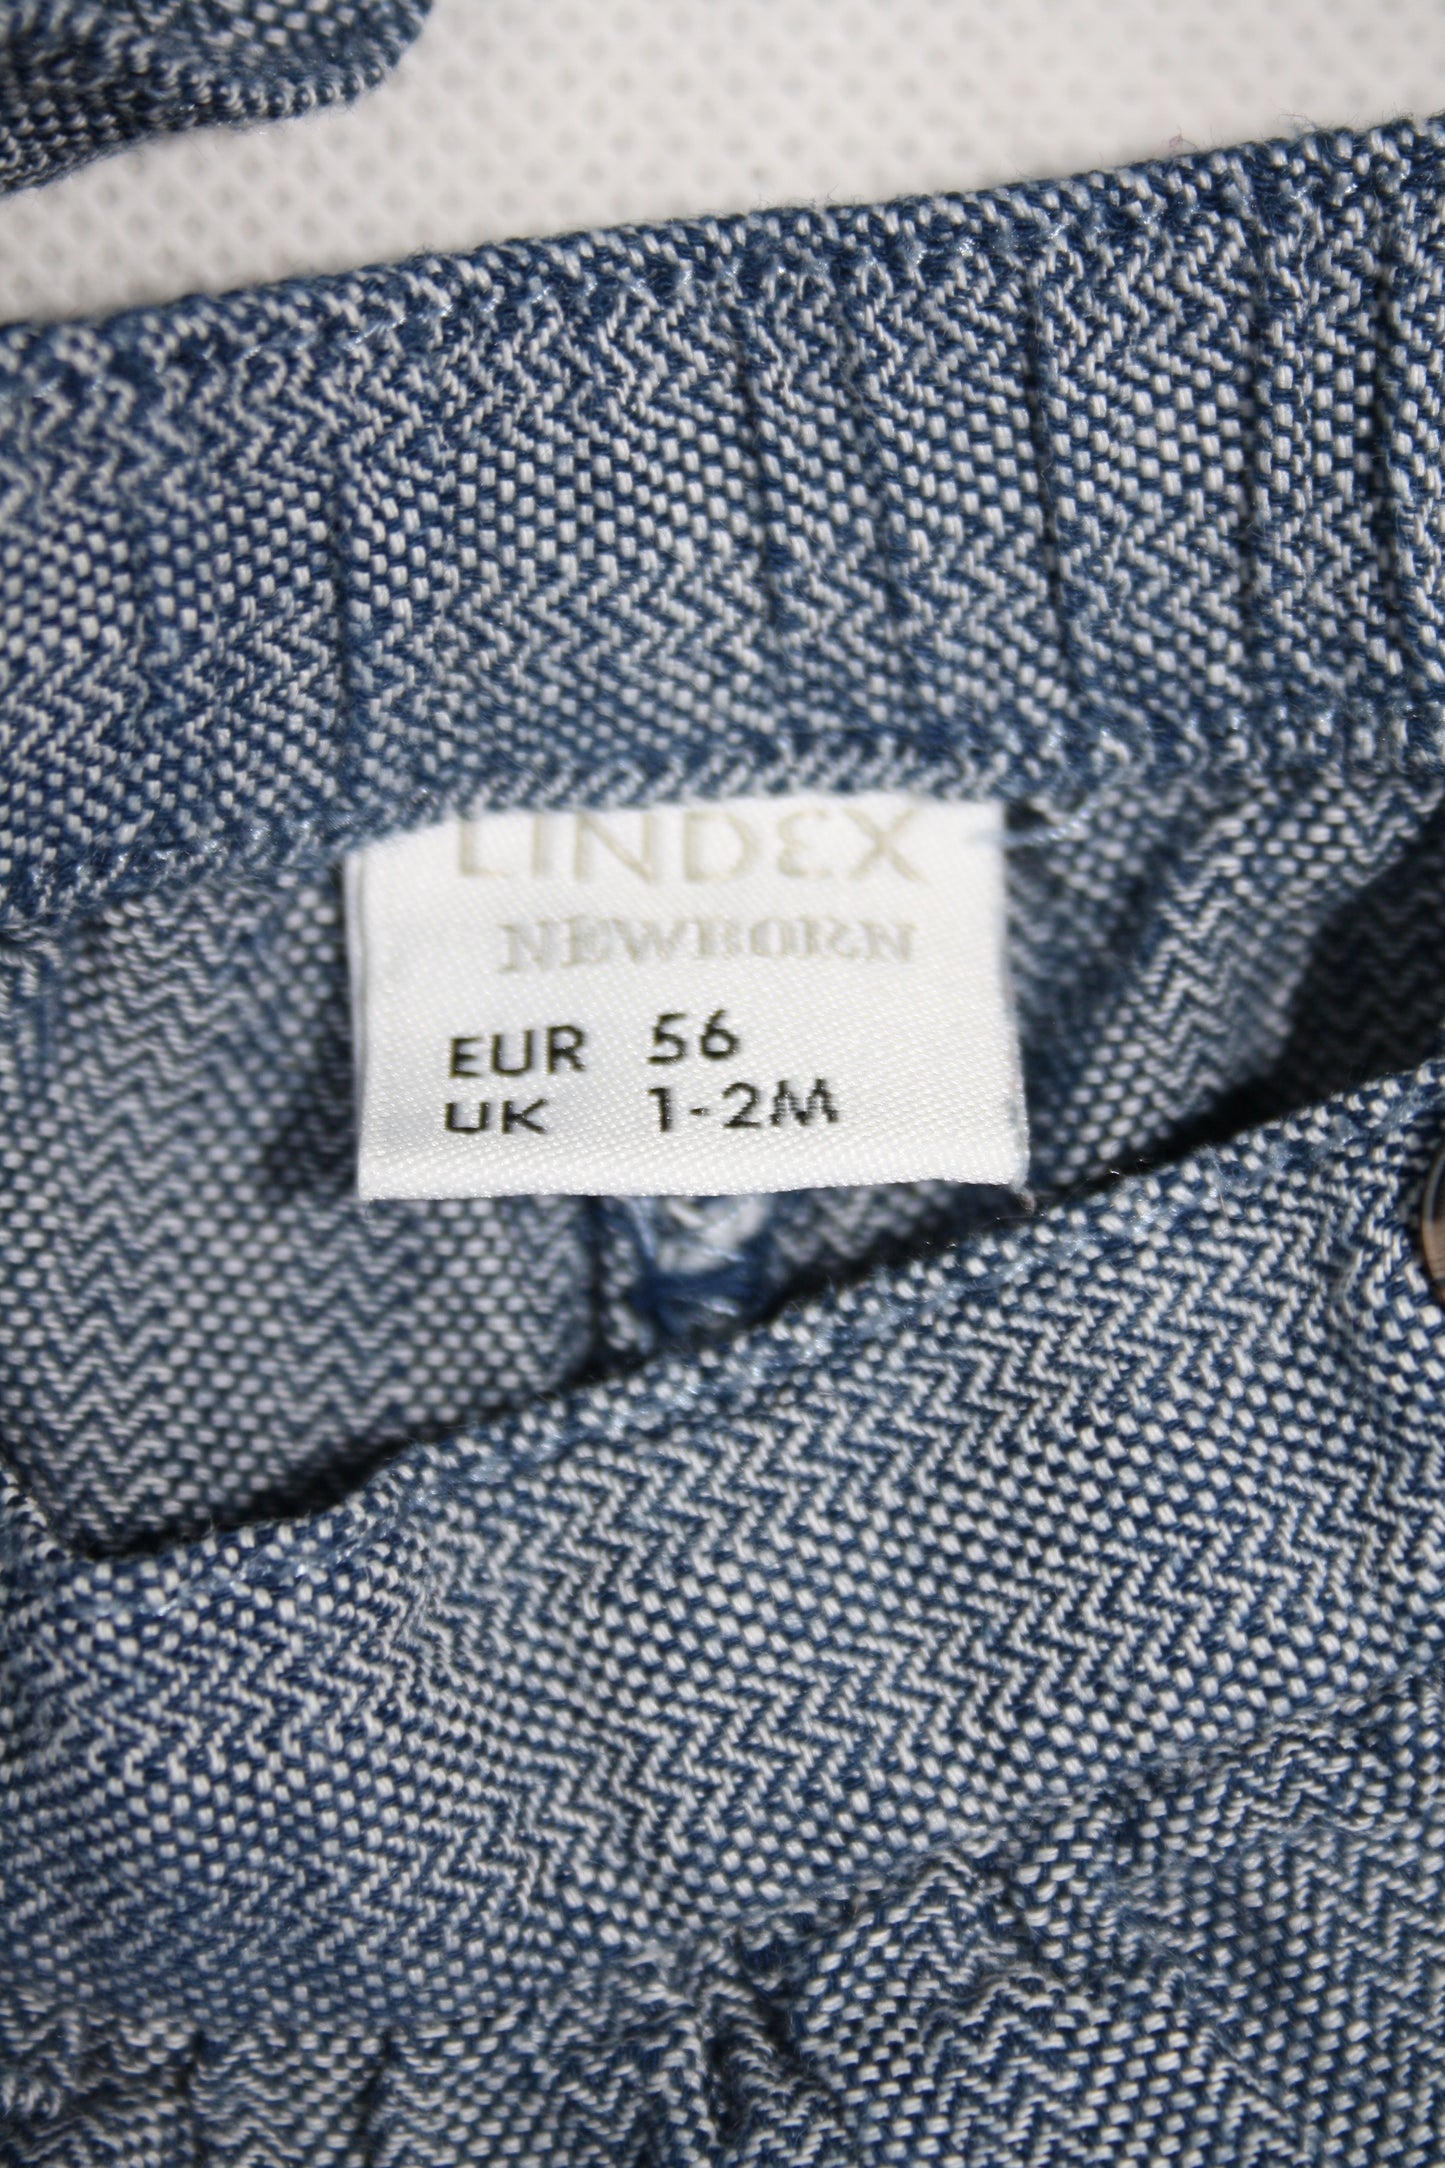 LINDEX
NEWBORN
EUR 56
UK 1-2M